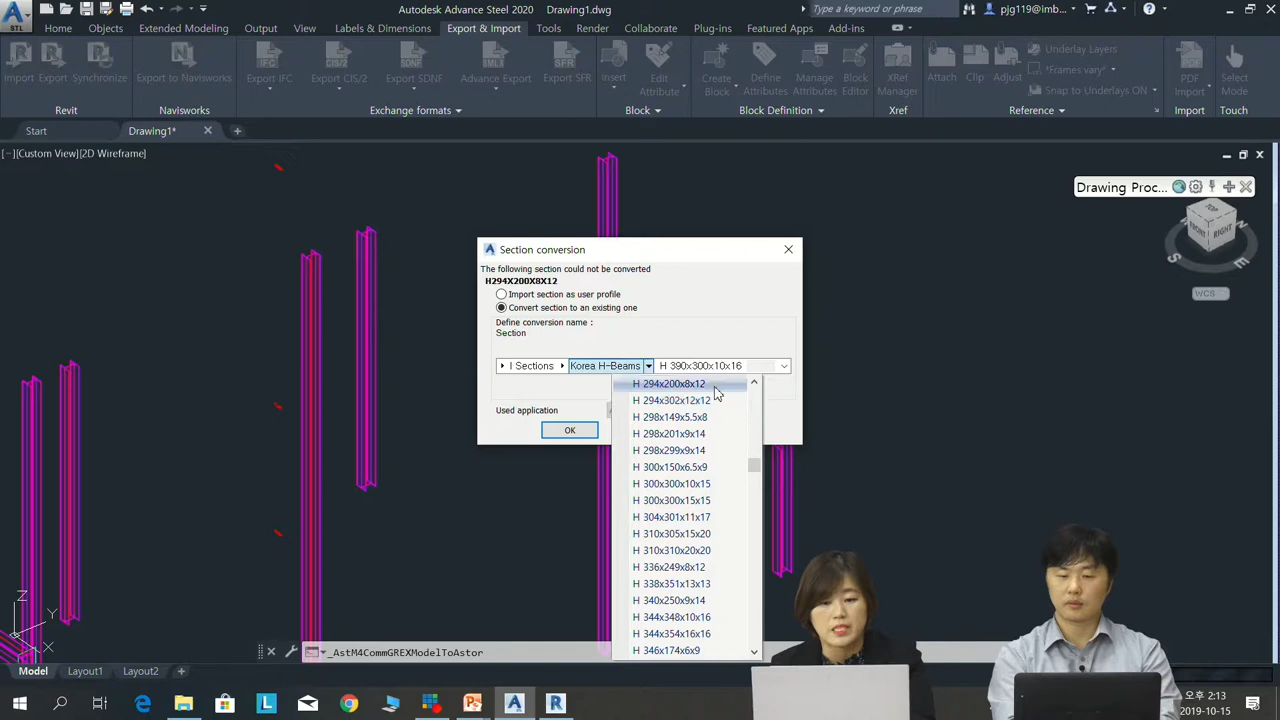 Autodesk Advance Steel 2020 Drawing1.dwg
Type a keyword or phrase
pjg119@imb...
STL
Home Objects Extended Modeling Output View Labels & Dimensions Export & Import Tools Render Collaborate Plug-ins Featured Apps Add-ins
Import Export Synchronize
Export to Navisworks
Export IFC
Export CIS/2
Export SDNF
Advance Export
Export SFR
Insert
Edit
Attribute
Create
Block
Define
Attributes
Manage
Attributes
Block
Editor
XRef
Manager
Attach Clip Adjust
Underlay Layers
*Frames vary*
Snap to Underlays ON
PDF
Import
Select
Mode
Revit Navisworks Exchange formats Block Block Definition Xref Reference Import Touch
Start Drawing1*
[−][Custom View][2D Wireframe]
Drawing Proc...
TOP
FRONT
RIGHT
S
E
WCS
Section conversion
The following section could not be converted
H294X200X8X12
Import section as user profile
Convert section to an existing one
Define conversion name :
Section
I Sections Korea H-Beams H 390x300x10x16
H 294x200x8x12
H 294x302x12x12
H 298x149x5.5x8
H 298x201x9x14
H 298x299x9x14
H 300x150x6.5x9
H 300x300x10x15
H 300x300x15x15
H 304x301x11x17
H 310x305x15x20
H 310x310x20x20
H 336x249x8x12
H 338x351x13x13
H 340x250x9x14
H 344x348x10x16
H 344x354x16x16
H 346x174x6x9
Used application
OK
Z
Y
X
_AstM4CommGREXModelToAstor
Model Layout1 Layout2
오후 2:13
2019-10-15